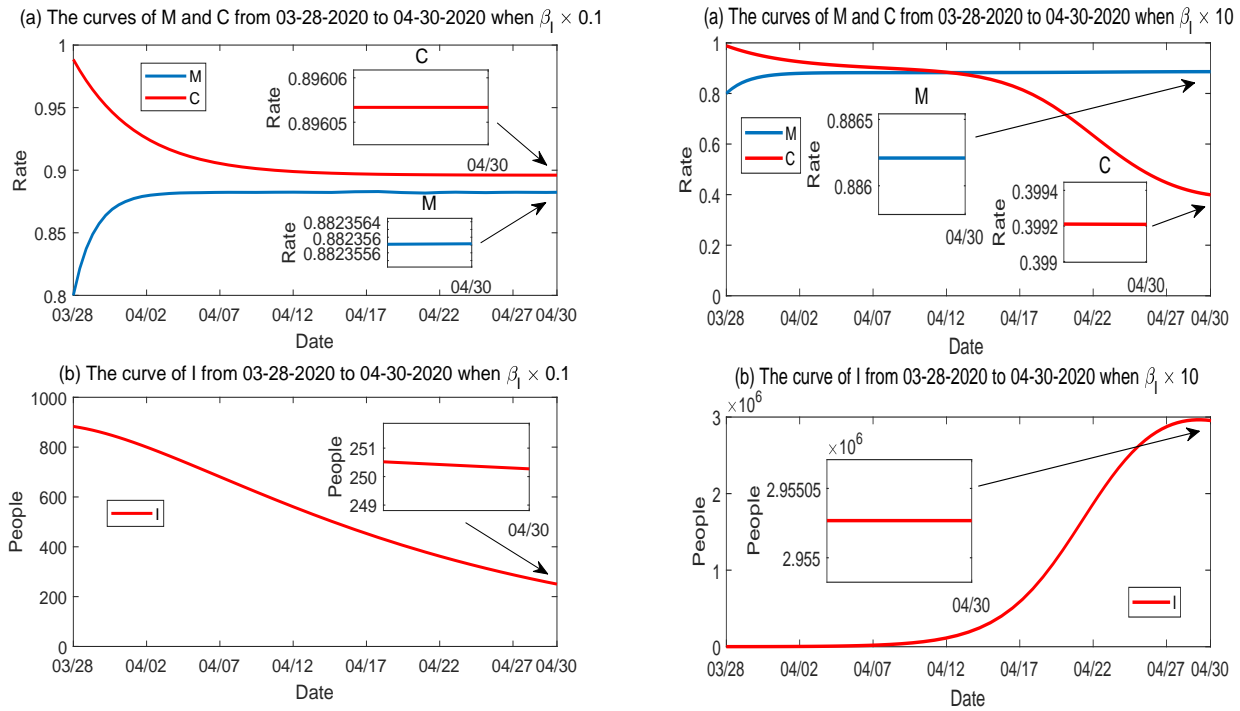 (a) The curves of M and C from 03-28-2020 to 04-30-2020 when β_I × 0.1
1
0.95
0.9
0.85
0.8
Rate
M
C
C
0.89606
0.89605
Rate
04/30
M
0.8823564
0.882356
0.8823556
Rate
04/30
03/28 04/02 04/07 04/12 04/17 04/22 04/27 04/30
Date
(a) The curves of M and C from 03-28-2020 to 04-30-2020 when β_I × 10
1
0.8
0.6
0.4
0.2
0
Rate
M
C
M
0.8865
0.886
Rate
04/30
C
0.3994
0.3992
0.399
Rate
04/30
03/28 04/02 04/07 04/12 04/17 04/22 04/27 04/30
Date
(b) The curve of I from 03-28-2020 to 04-30-2020 when β_I × 0.1
1000
800
600
400
200
0
People
I
251
250
249
People
04/30
03/28 04/02 04/07 04/12 04/17 04/22 04/27 04/30
Date
(b) The curve of I from 03-28-2020 to 04-30-2020 when β_I × 10
×10^6
3
2
1
0
People
×10^6
2.95505
2.955
People
04/30
I
03/28 04/02 04/07 04/12 04/17 04/22 04/27 04/30
Date